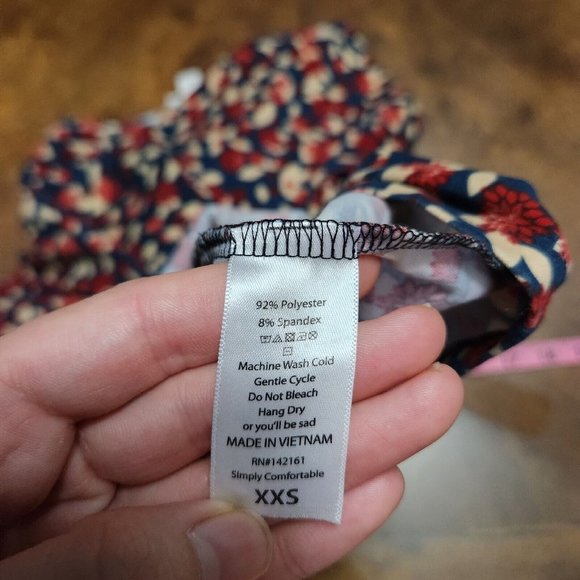 92% Polyester
8% Spandex
Machine Wash Cold
Gentle Cycle
Do Not Bleach
Hang Dry
or you'll be sad
MADE IN VIETNAM
RN#142161
Simply Comfortable
XXS